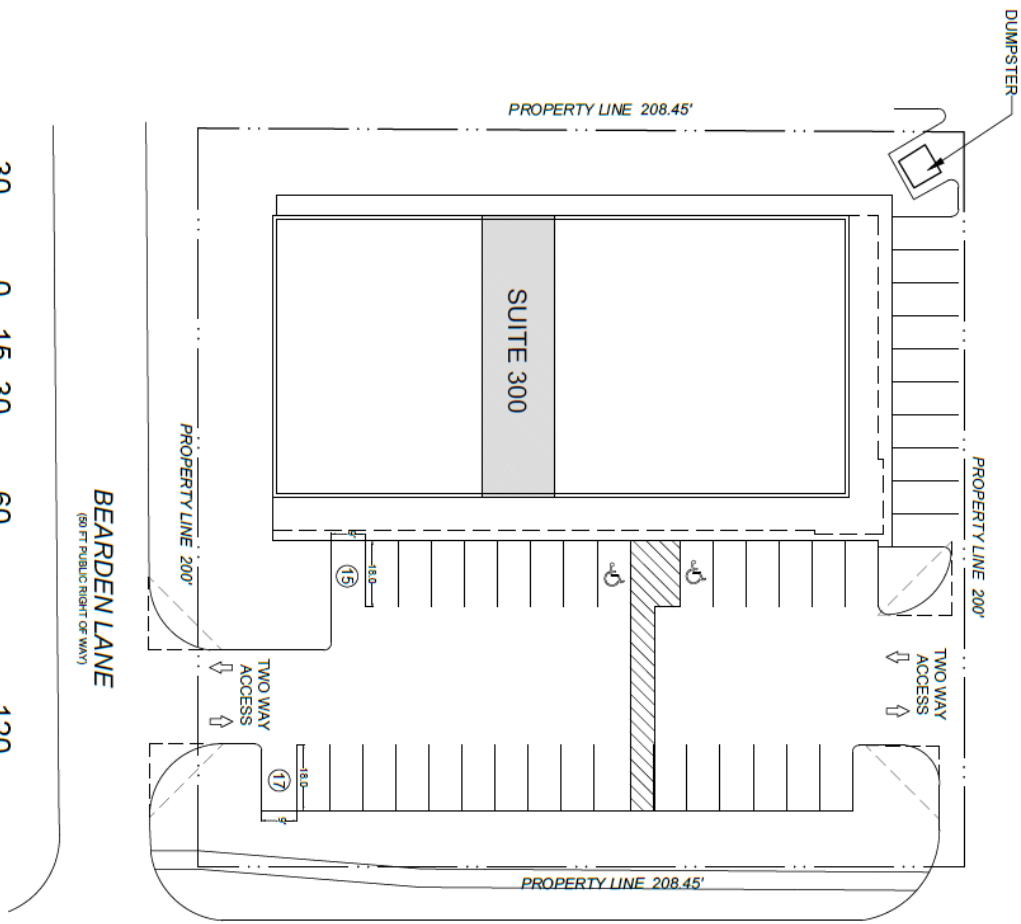 DUMPSTER
PROPERTY LINE 208.45'
SUITE 300
PROPERTY LINE 200'
PROPERTY LINE 200'
BEARDEN LANE
(50 FT PUBLIC RIGHT OF WAY)
30 0 15 30 60 120
9'
18.0
15
TWO WAY
ACCESS
TWO WAY
ACCESS
18.0
17
9'
PROPERTY LINE 208.45'